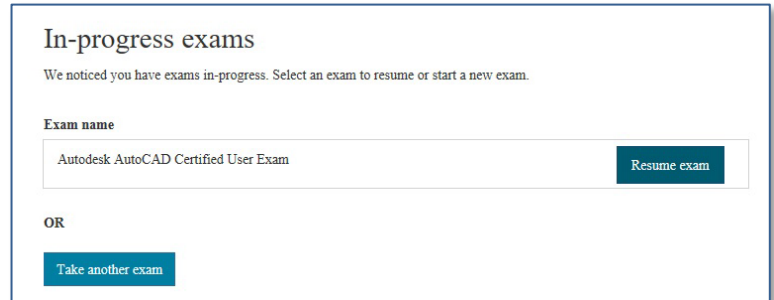 In-progress exams
We noticed you have exams in-progress. Select an exam to resume or start a new exam.
Exam name
Autodesk AutoCAD Certified User Exam
Resume exam
OR
Take another exam